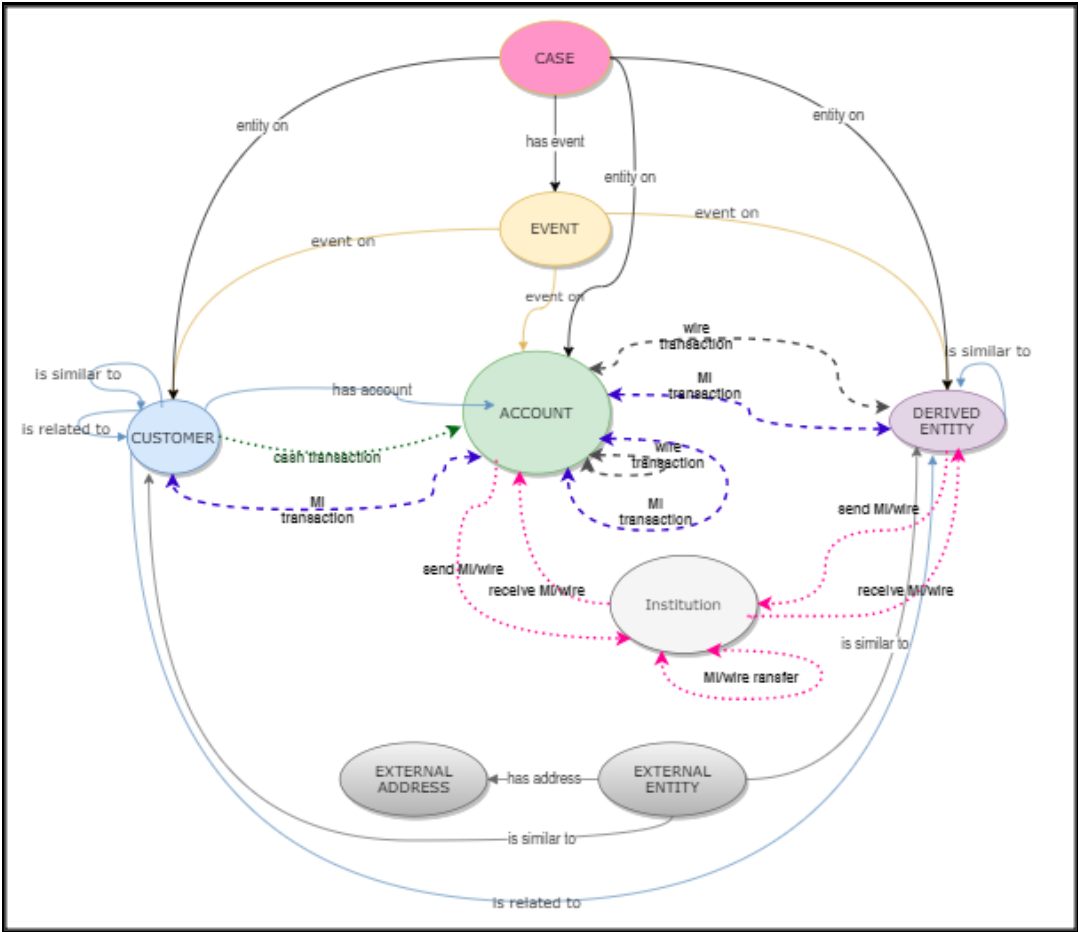 CASE
entity on
entity on
has event
entity on
event on
EVENT
event on
event on
wire
transaction
is similar to
is similar to
MI
transaction
has account
ACCOUNT
DERIVED
ENTITY
is related to
CUSTOMER
cash transaction
wire
transaction
MI
transaction
MI
transaction
send MI/wire
send MI/wire
receive MI/wire
receive MI/wire
Institution
is similar to
MI/wire ransfer
EXTERNAL
ADDRESS
has address
EXTERNAL
ENTITY
is similar to
is related to